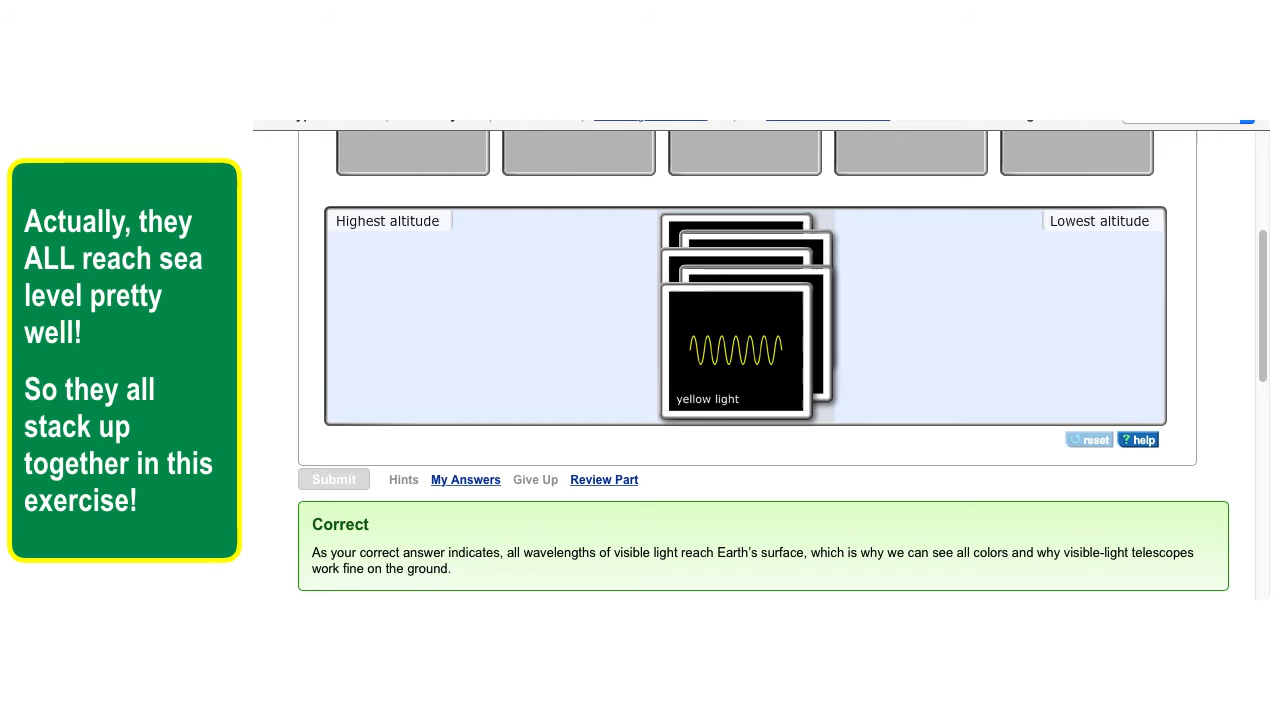 Actually, they
ALL reach sea
level pretty
well!
So they all
stack up
together in this
exercise!
Highest altitude
Lowest altitude
yellow light
reset
? help
Submit
Hints
My Answers
Give Up
Review Part
Correct
As your correct answer indicates, all wavelengths of visible light reach Earth's surface, which is why we can see all colors and why visible-light telescopes
work fine on the ground.